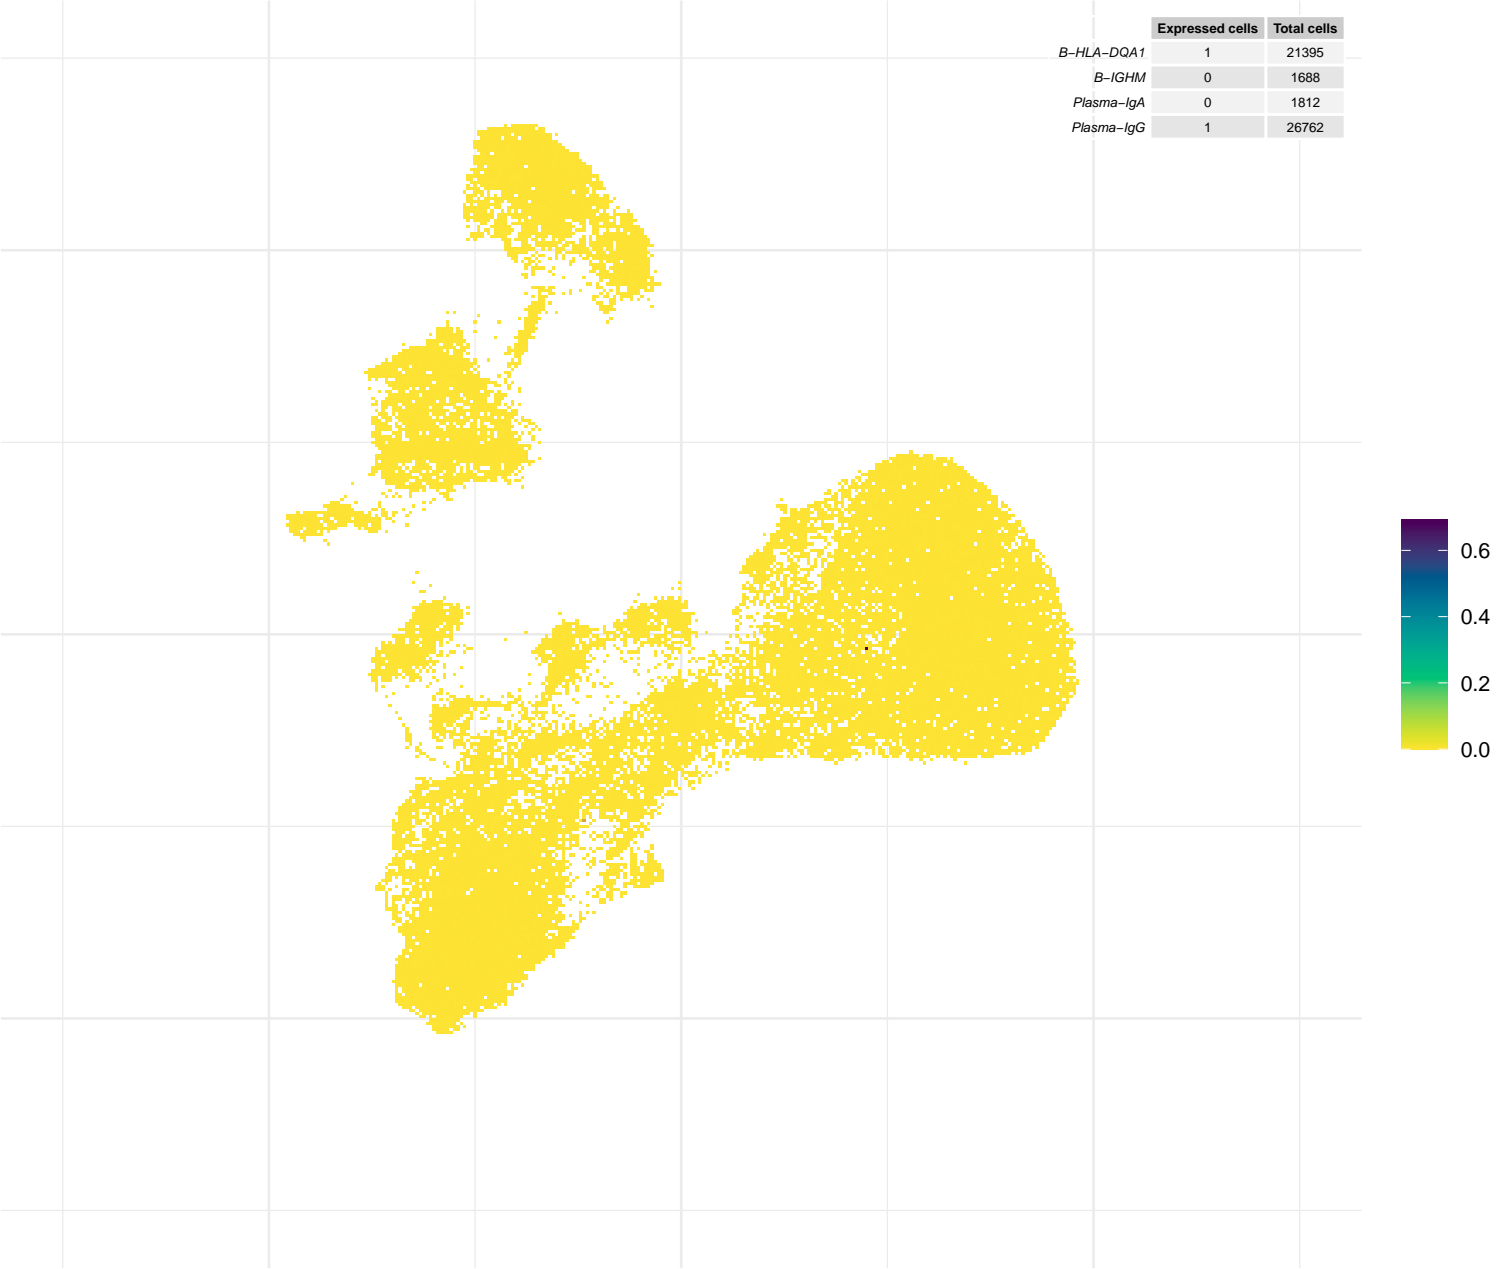 Expressed cells Total cells
B−HLA−DQA1 1 21395
B−IGHM 0 1688
Plasma−IgA 0 1812
Plasma−IgG 1 26762
0.6
0.4
0.2
0.0